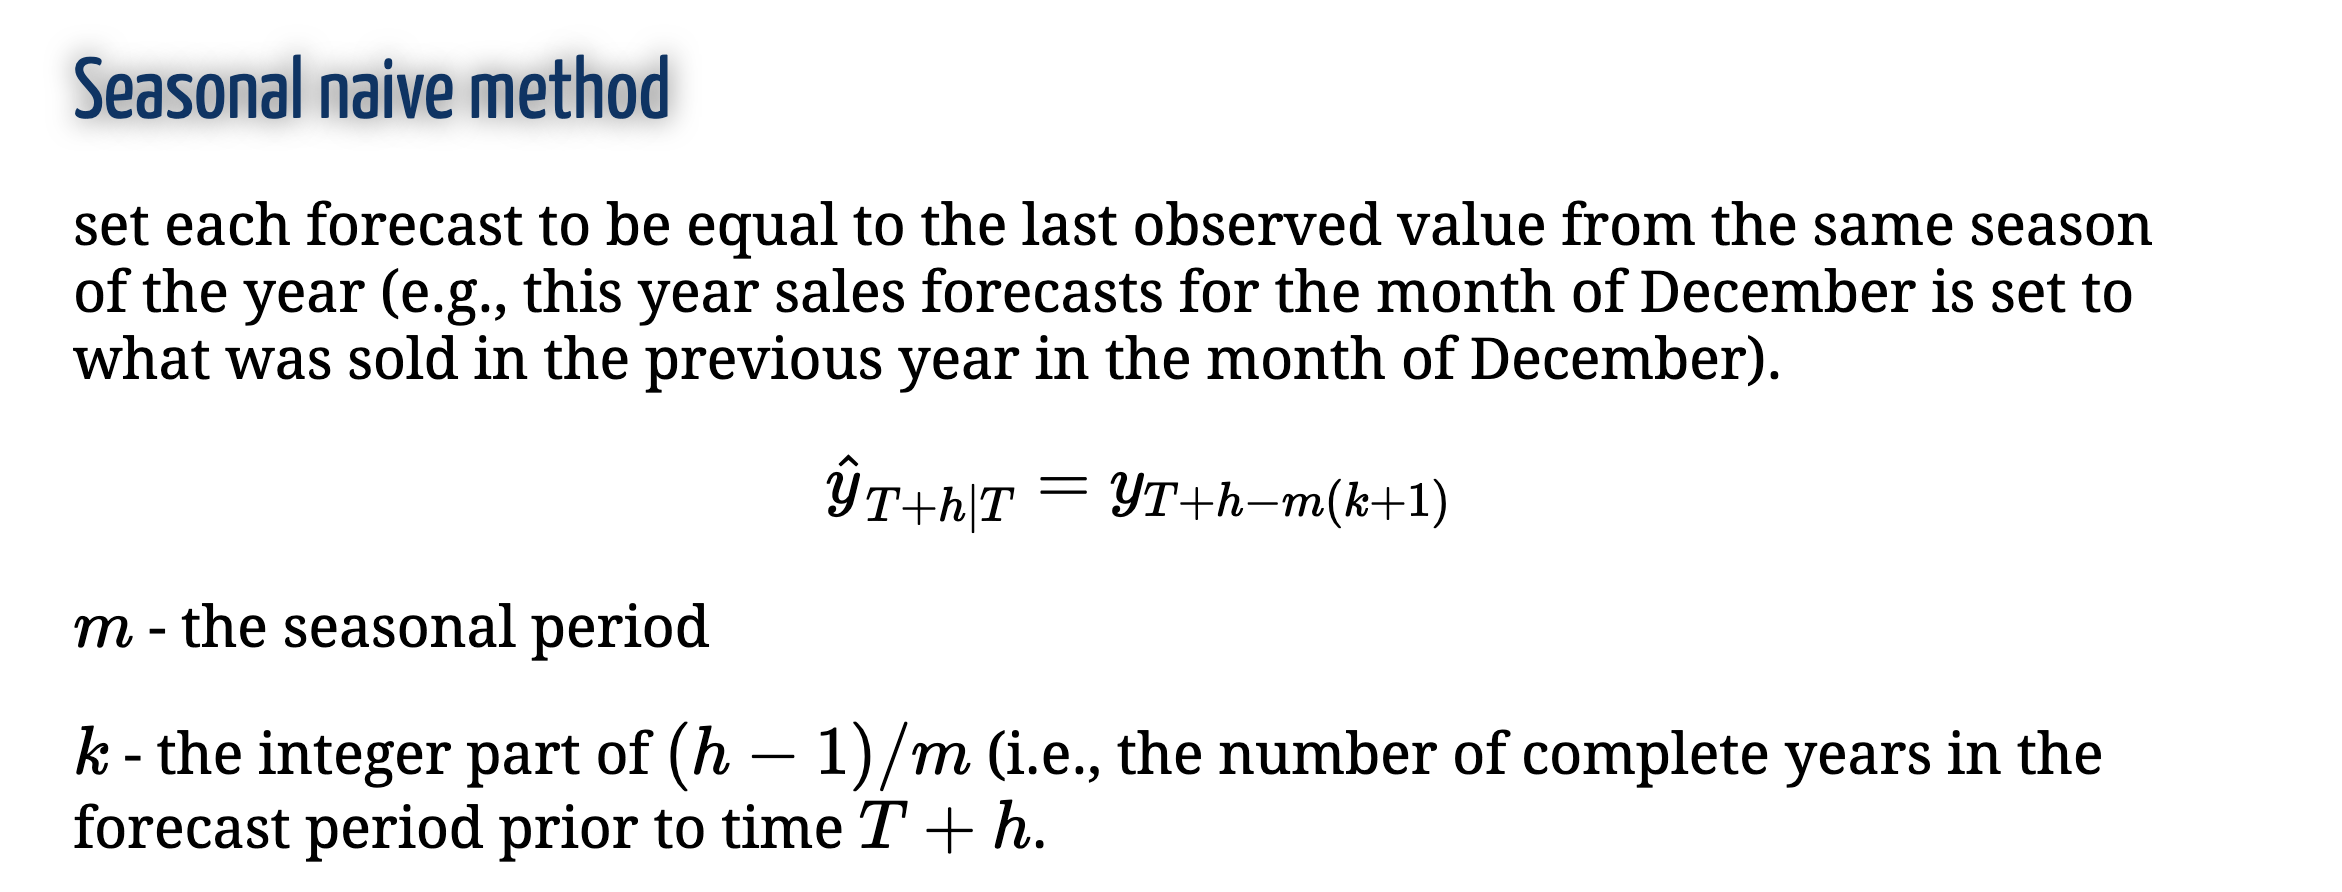 Seasonal naive method
set each forecast to be equal to the last observed value from the same season
of the year (e.g., this year sales forecasts for the month of December is set to
what was sold in the previous year in the month of December).
ŷ_{T+h|T} = y_{T+h−m(k+1)}
m - the seasonal period
k - the integer part of (h − 1)/m (i.e., the number of complete years in the
forecast period prior to time T + h.